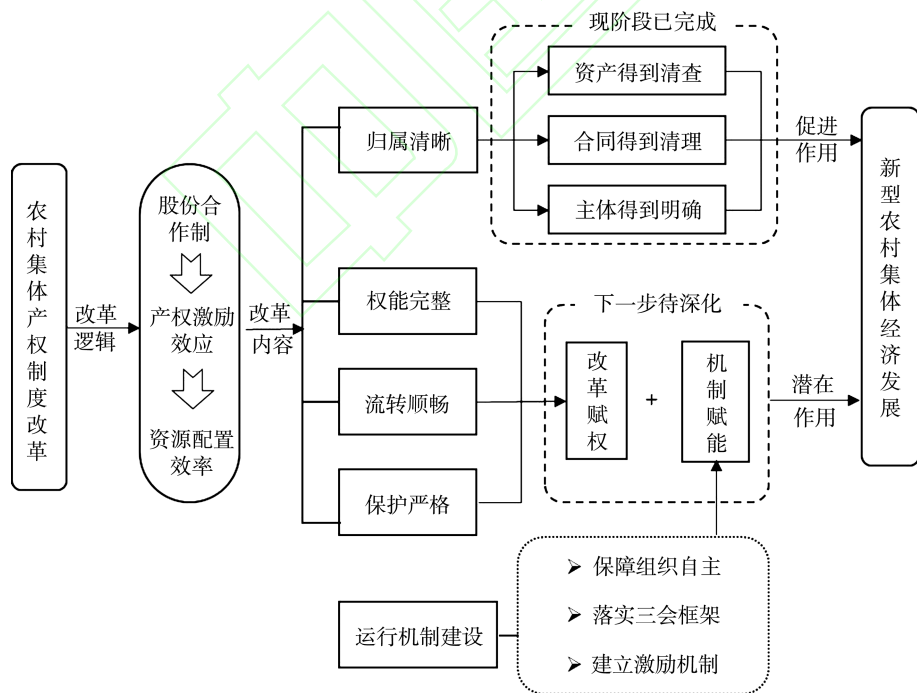 农村集体产权制度改革
改革
逻辑
股份合
作制
产权激励
效应
资源配置
效率
改革
内容
归属清晰
权能完整
流转顺畅
保护严格
运行机制建设
现阶段已完成
资产得到清查
合同得到清理
主体得到明确
促进
作用
下一步待深化
改革赋权
+
机制赋能
潜在
作用
➢ 保障组织自主
➢ 落实三会框架
➢ 建立激励机制
新型农村集体经济发展